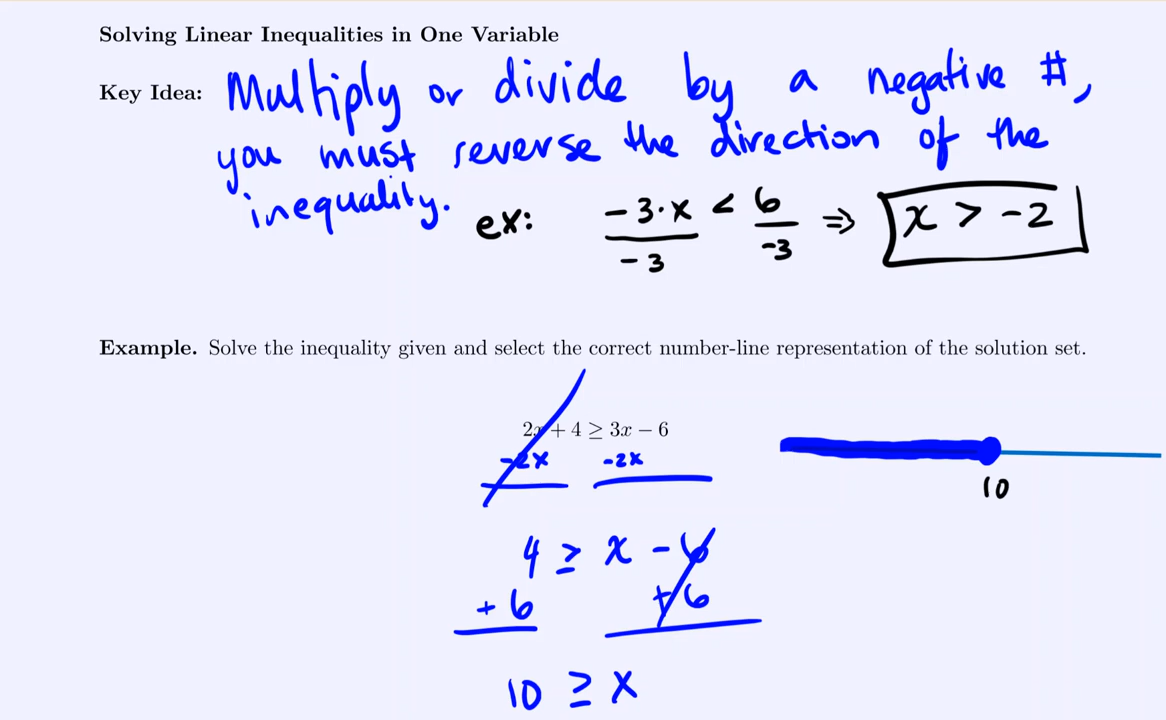 Solving Linear Inequalities in One Variable
Key Idea: Multiply or divide by a negative #,
you must reverse the direction of the
inequality. ex: -3·x / -3 < 6 / -3 ⇒ x > -2
Example. Solve the inequality given and select the correct number-line representation of the solution set.
2x + 4 ≥ 3x − 6
-2x -2x
10
4 ≥ x - 6
+6 +6
10 ≥ x